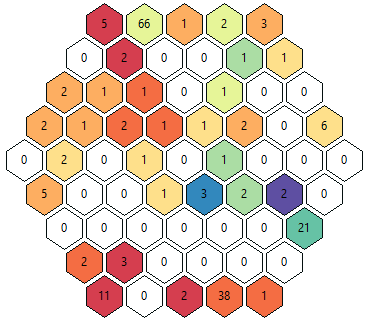 5 66 1 2 3
0 2 0 0 1 1
2 1 1 0 1 0 0
2 1 2 1 1 2 0 6
0 2 0 1 0 1 0 0 0
5 0 0 1 3 2 2 0
0 0 0 0 0 0 21
2 3 0 0 0 0
11 0 2 38 1